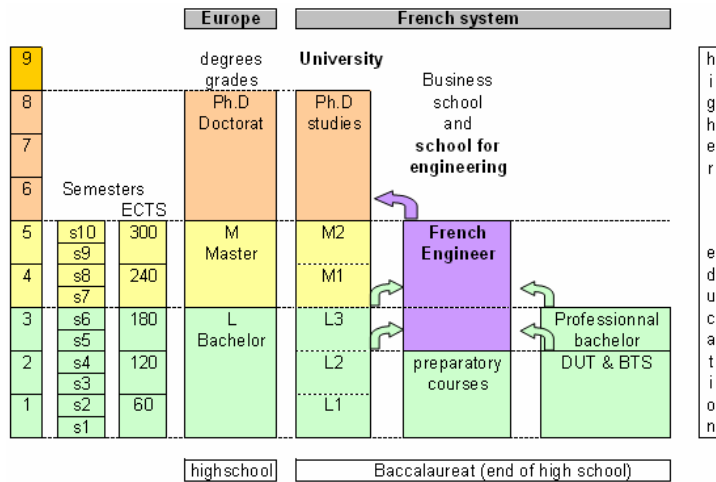 Europe
French system
9
degrees
grades
University
Business
school
and
school for
engineering
8
Ph.D
Doctorat
Ph.D
studies
7
6
Semesters
ECTS
5
s10
300
M
Master
M2
French
Engineer
s9
4
s8
240
M1
s7
3
s6
180
L
Bachelor
L3
Professionnal
bachelor
s5
2
s4
120
L2
preparatory
courses
DUT & BTS
s3
1
s2
60
L1
s1
highschool
Baccalaureat (end of high school)
higher
education